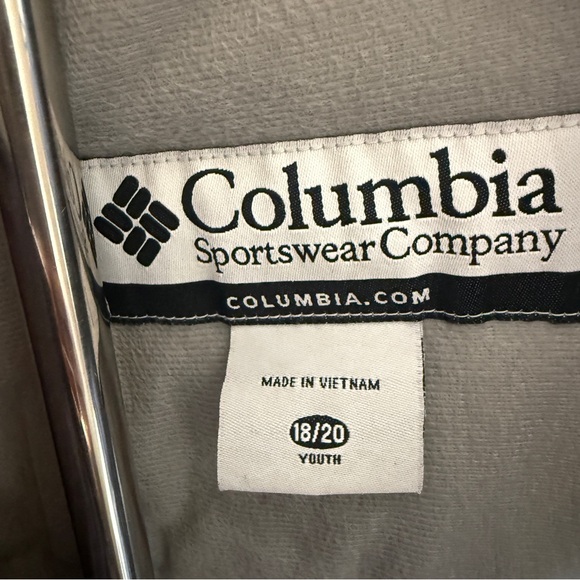 Columbia
Sportswear Company
COLUMBIA.COM
MADE IN VIETNAM
18/20
YOUTH